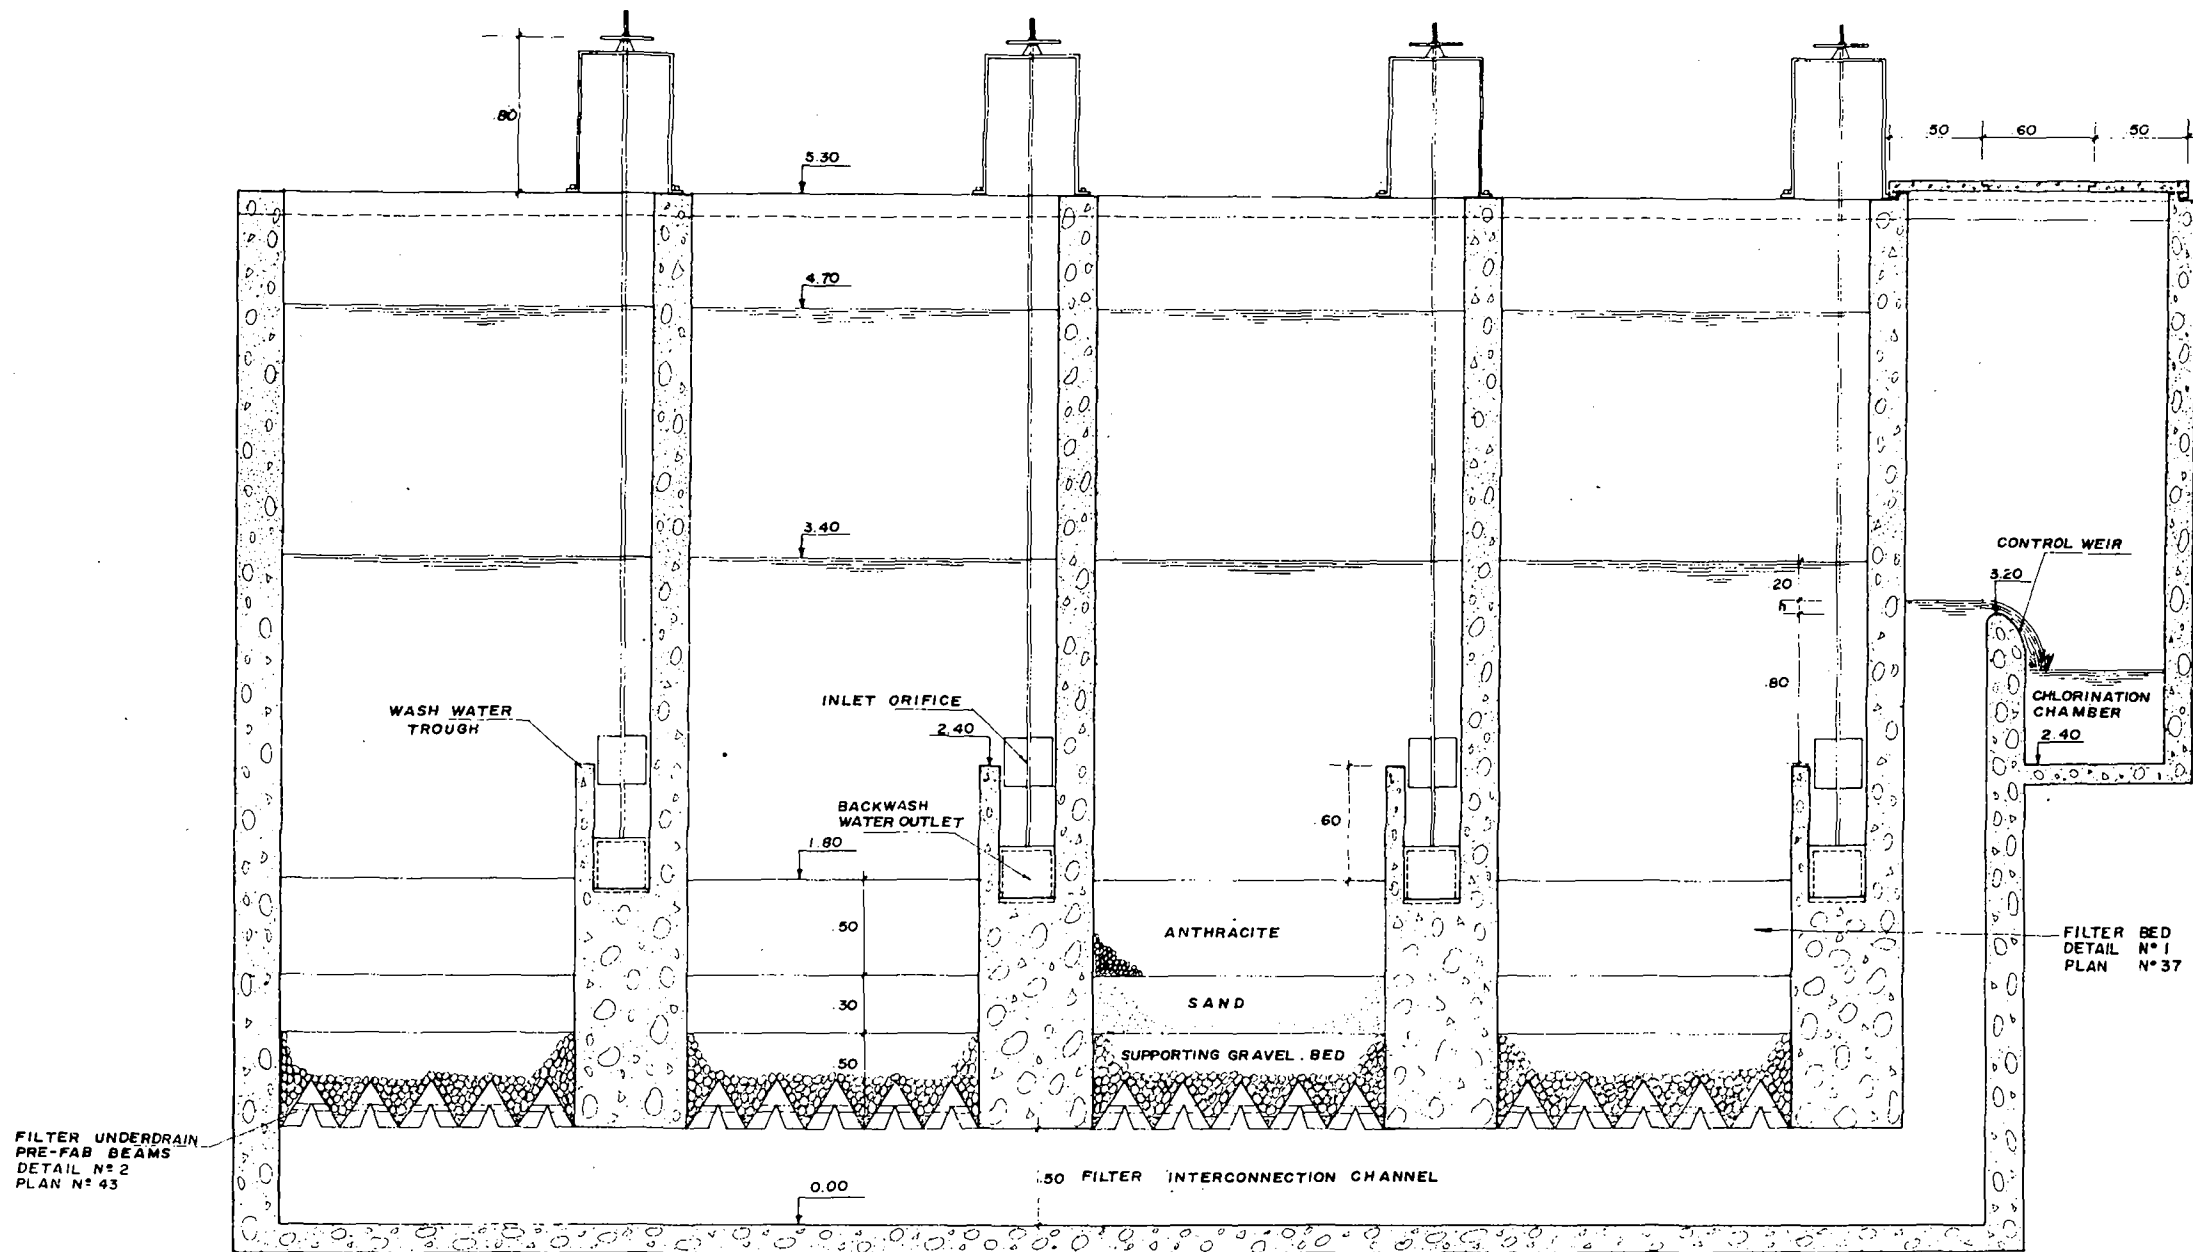 .80
.50 .60 .50
5.30
4.70
3.40
CONTROL WEIR
3.20
.20
h
.80
CHLORINATION
CHAMBER
2.40
INLET ORIFICE
WASH WATER
TROUGH
2.40
BACKWASH
WATER OUTLET
.60
1.80
.50
ANTHRACITE
FILTER BED
DETAIL Nº 1
PLAN Nº 37
.30
SAND
SUPPORTING GRAVEL BED
.50
FILTER UNDERDRAIN
PRE-FAB BEAMS
DETAIL Nº 2
PLAN Nº 43
.50 FILTER INTERCONNECTION CHANNEL
0.00